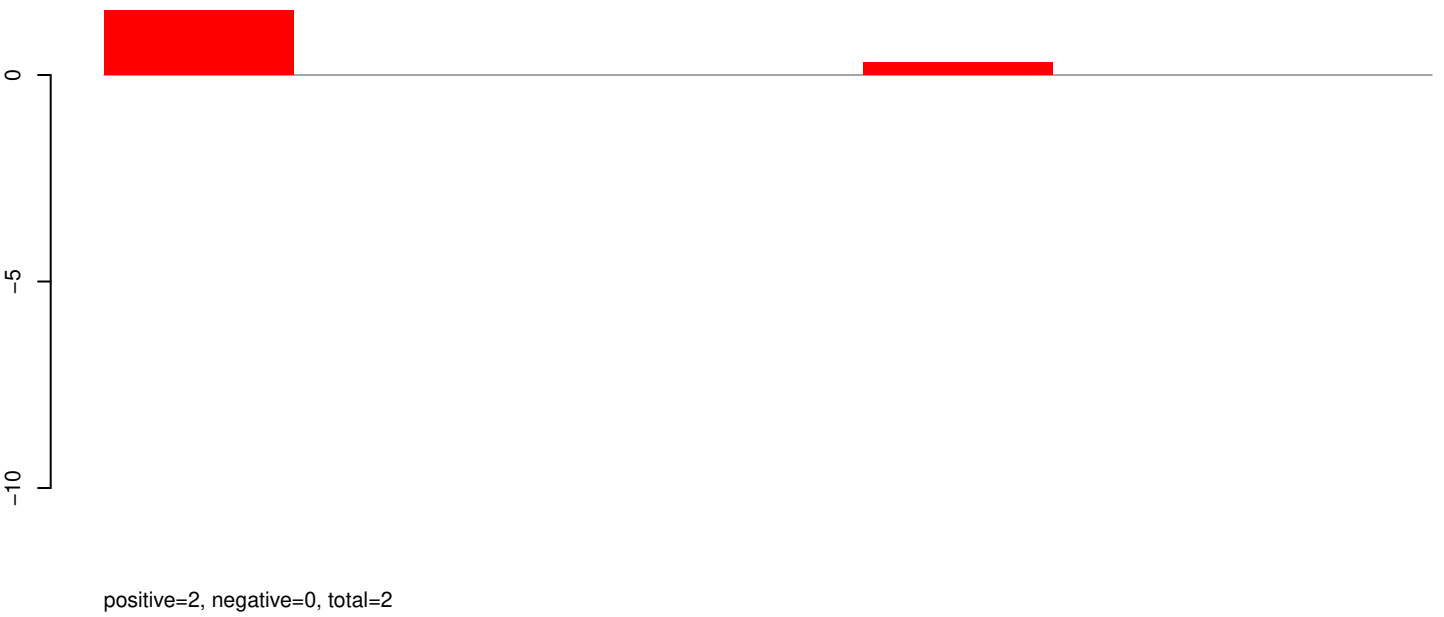 0
−5
−10
positive=2, negative=0, total=2